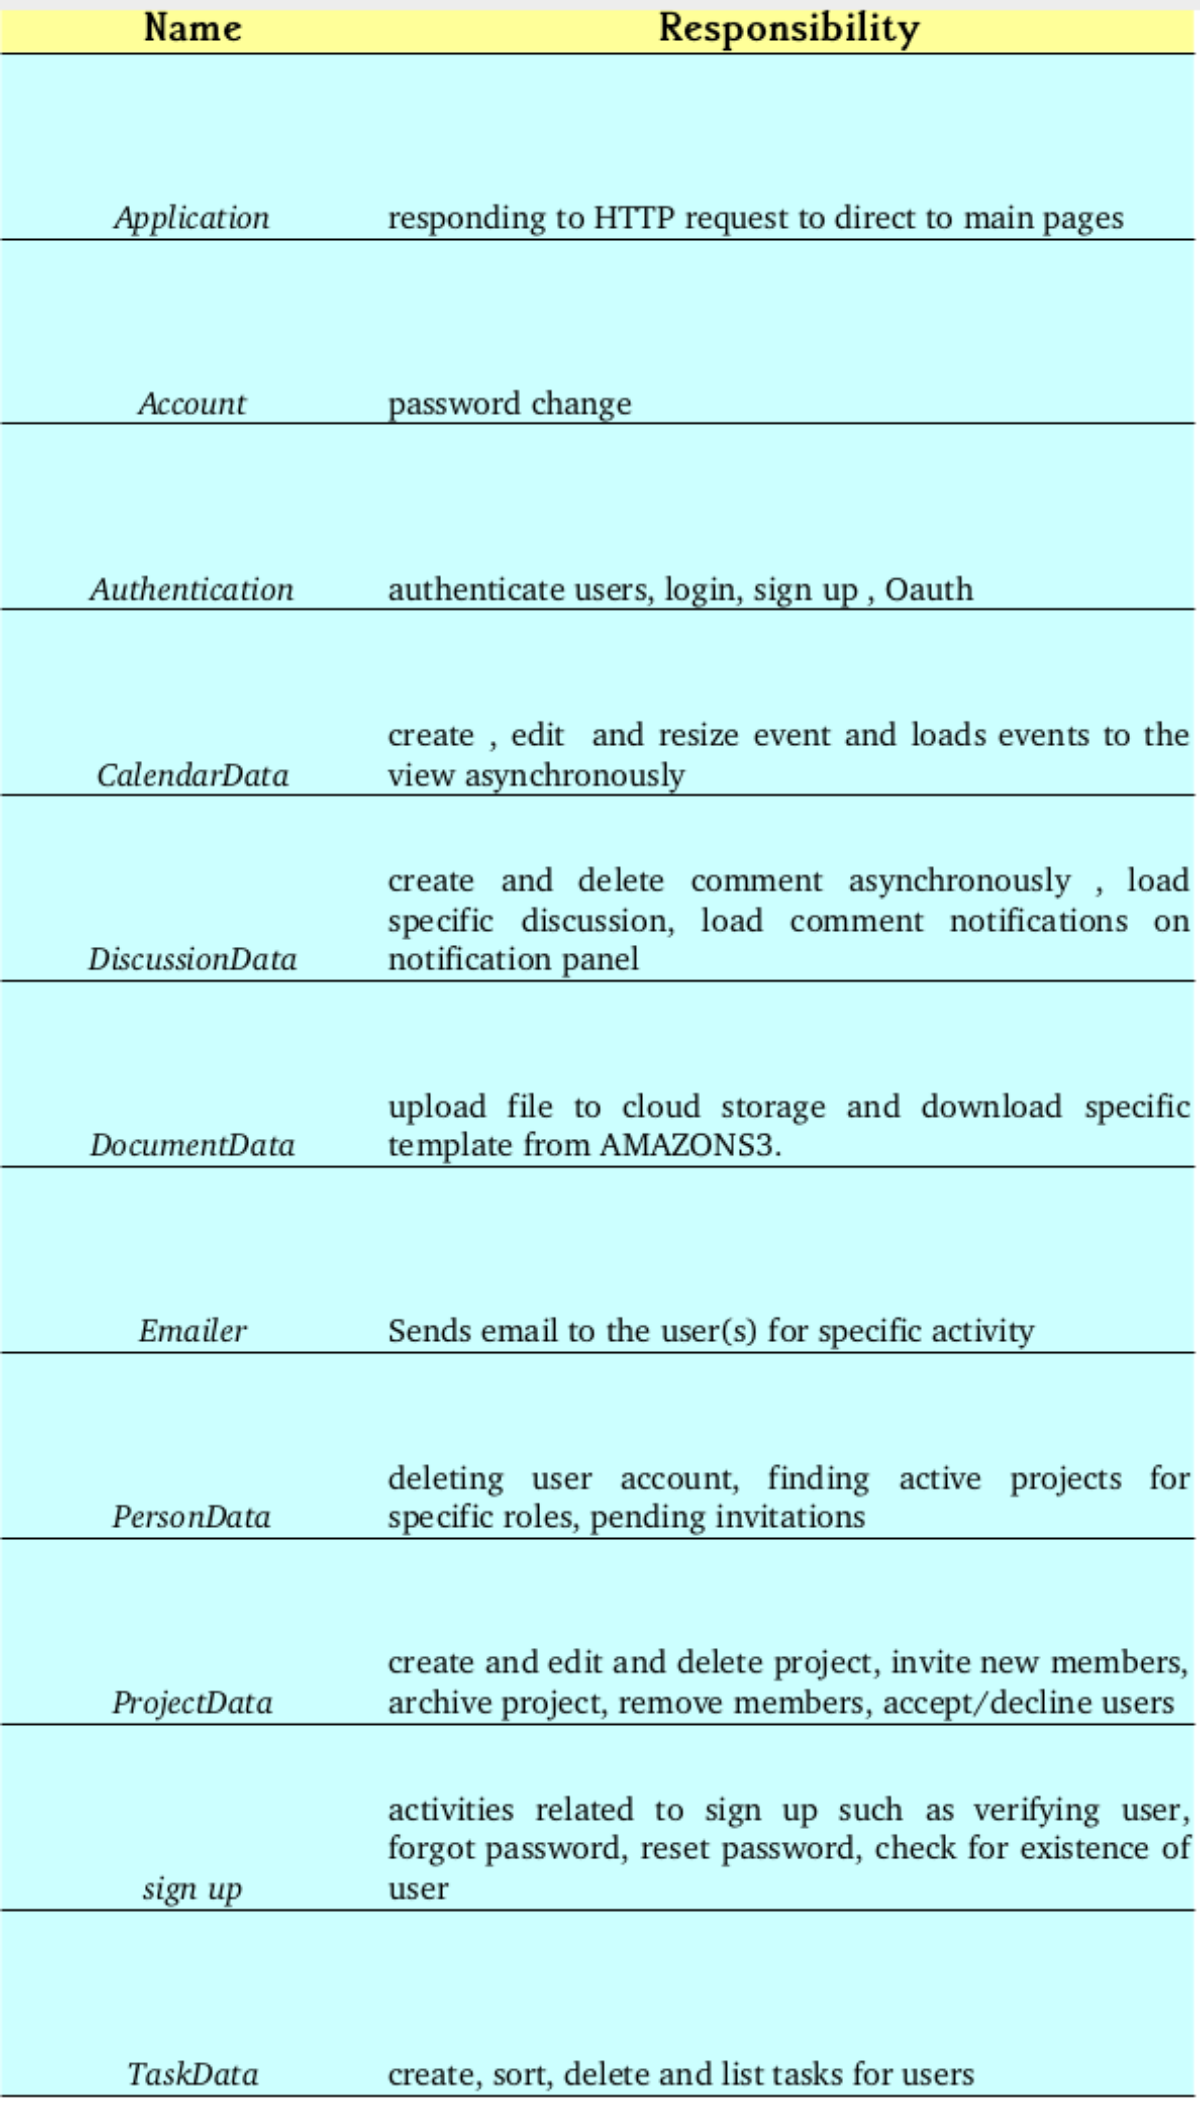 Name Responsibility
Application responding to HTTP request to direct to main pages
Account password change
Authentication authenticate users, login, sign up , Oauth
create , edit and resize event and loads events to the
CalendarData view asynchronously
create and delete comment asynchronously , load
specific discussion, load comment notifications on
DiscussionData notification panel
upload file to cloud storage and download specific
DocumentData template from AMAZONS3.
Emailer Sends email to the user(s) for specific activity
deleting user account, finding active projects for
PersonData specific roles, pending invitations
create and edit and delete project, invite new members,
ProjectData archive project, remove members, accept/decline users
activities related to sign up such as verifying user,
forgot password, reset password, check for existence of
sign up user
TaskData create, sort, delete and list tasks for users